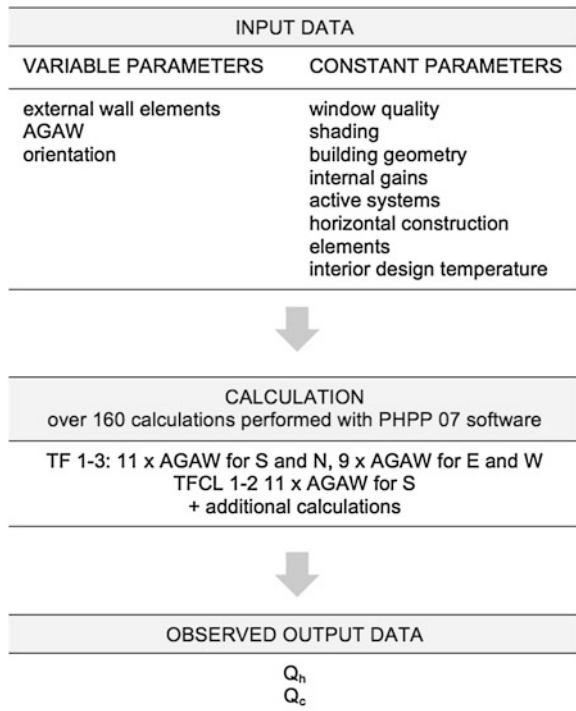 INPUT DATA
VARIABLE PARAMETERS
external wall elements
AGAW
orientation
CONSTANT PARAMETERS
window quality
shading
building geometry
internal gains
active systems
horizontal construction
elements
interior design temperature
CALCULATION
over 160 calculations performed with PHPP 07 software
TF 1-3: 11 x AGAW for S and N, 9 x AGAW for E and W
TFCL 1-2 11 x AGAW for S
+ additional calculations
OBSERVED OUTPUT DATA
Qh
Qc